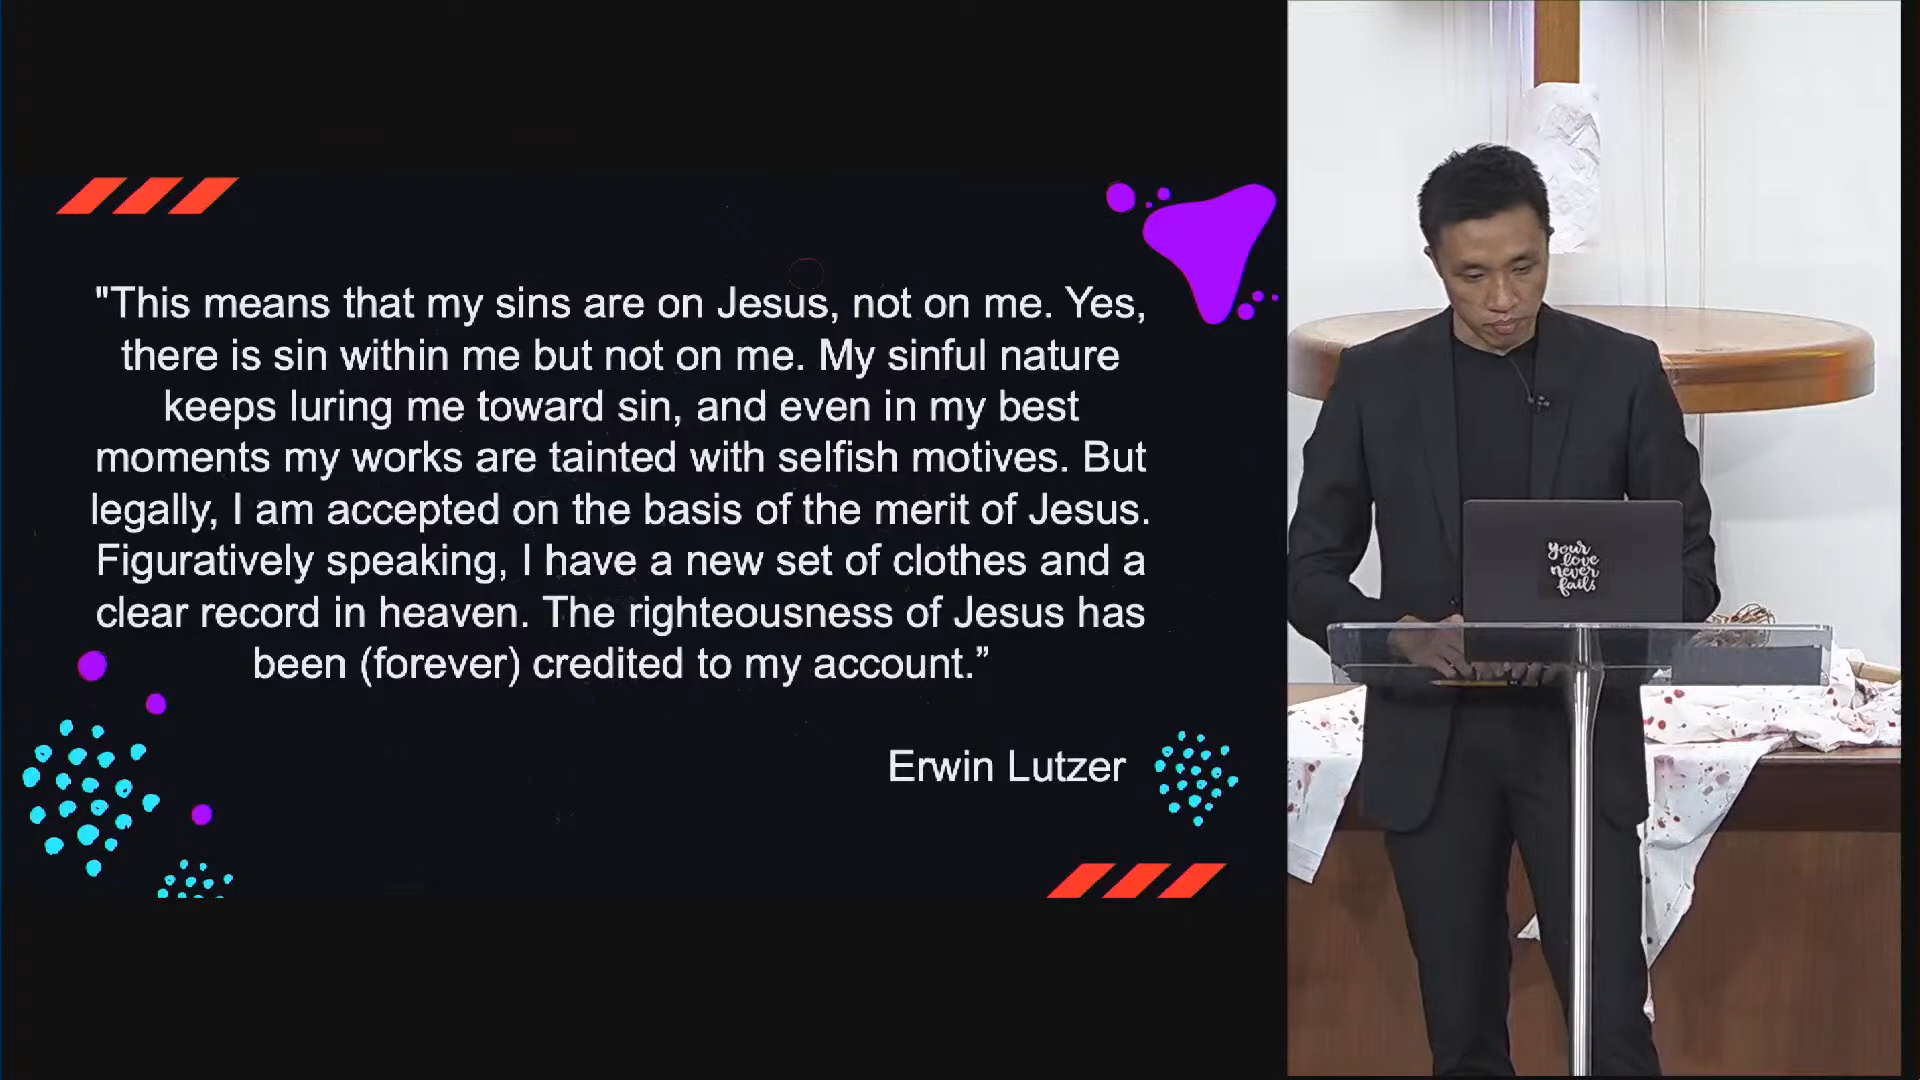 "This means that my sins are on Jesus, not on me. Yes,
there is sin within me but not on me. My sinful nature
keeps luring me toward sin, and even in my best
moments my works are tainted with selfish motives. But
legally, I am accepted on the basis of the merit of Jesus.
Figuratively speaking, I have a new set of clothes and a
clear record in heaven. The righteousness of Jesus has
been (forever) credited to my account.”
Erwin Lutzer
your
love
never
fails